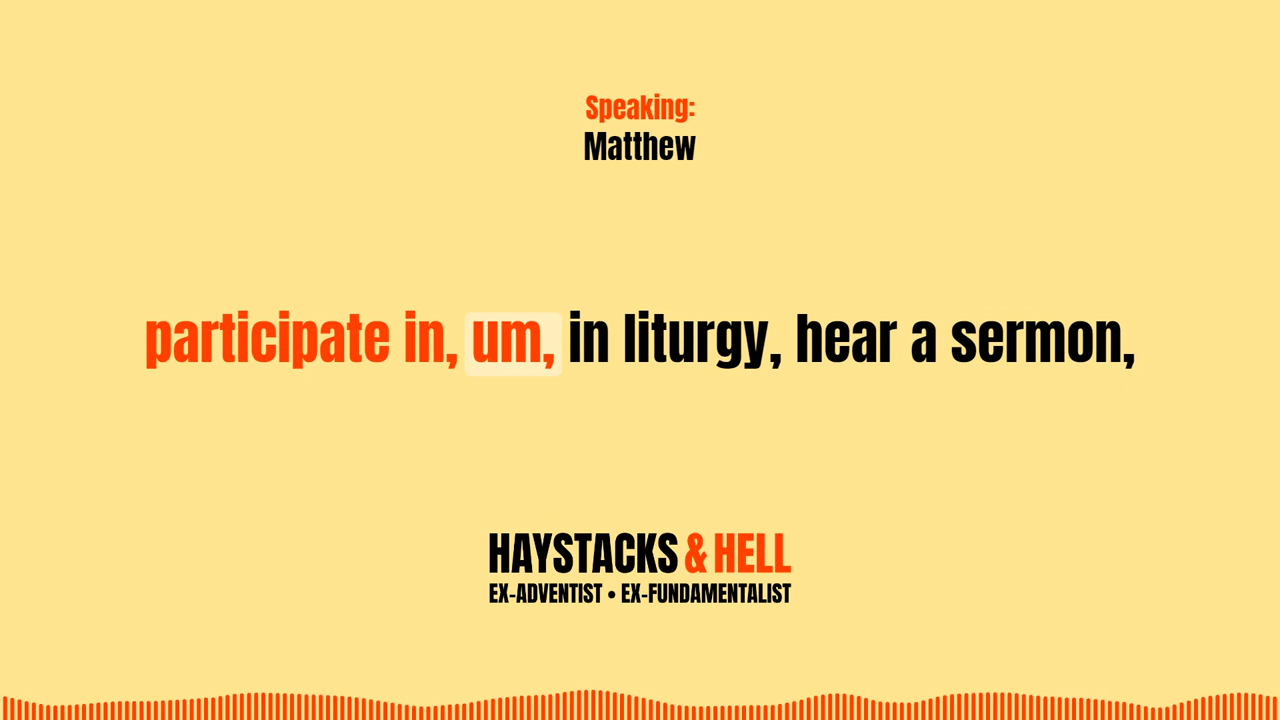 Speaking:
Matthew
participate in, um, in liturgy, hear a sermon,
HAYSTACKS & HELL
EX-ADVENTIST • EX-FUNDAMENTALIST